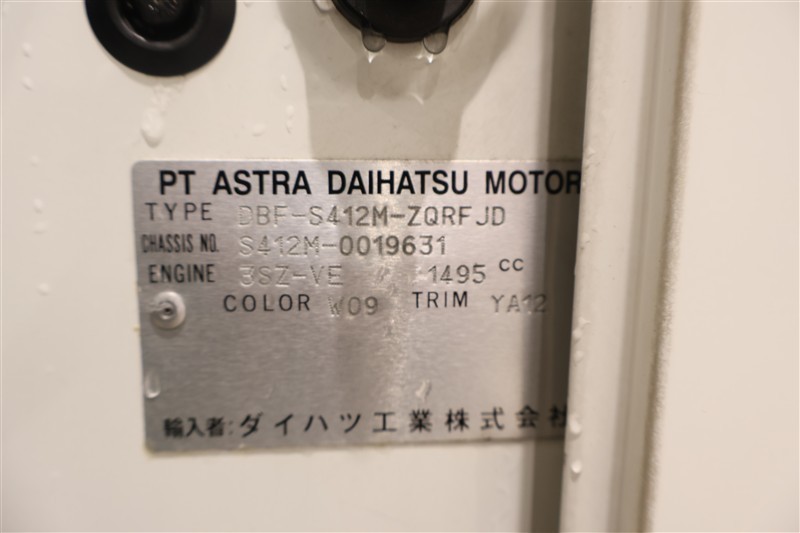 PT ASTRA DAIHATSU MOTOR
TYPE DBF-S412M-ZQRFJD
CHASSIS NO. S412M-0019631
ENGINE 3SZ-VE 1495 CC
COLOR W09 TRIM YA12
輸入者:ダイハツ工業株式会社